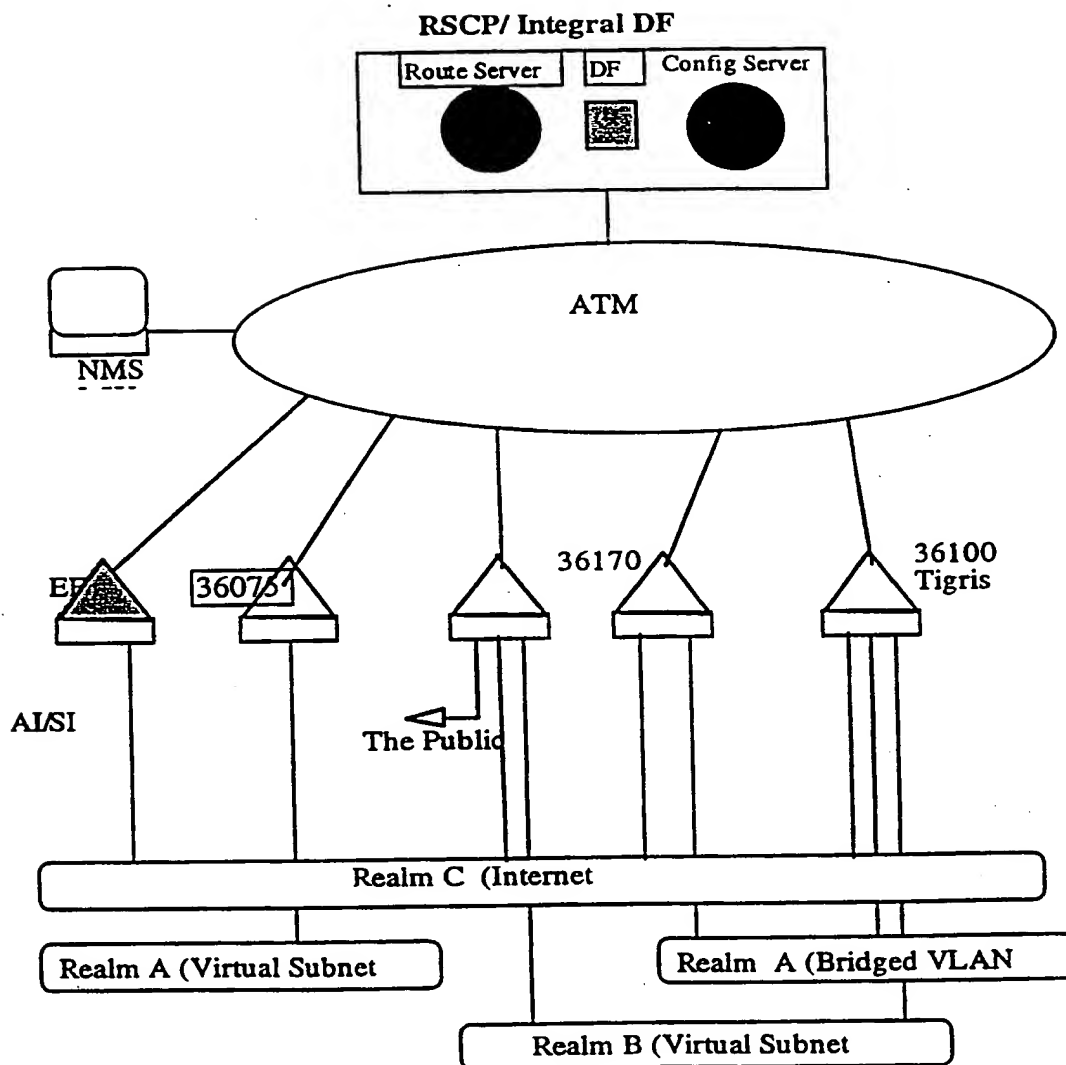 RSCP/ Integral DF
Route Server
DF
Config Server
ATM
NMS
36075
36170
36100
Tigris
AI/SI
The Public
Realm C (Internet
Realm A (Virtual Subnet
Realm A (Bridged VLAN
Realm B (Virtual Subnet